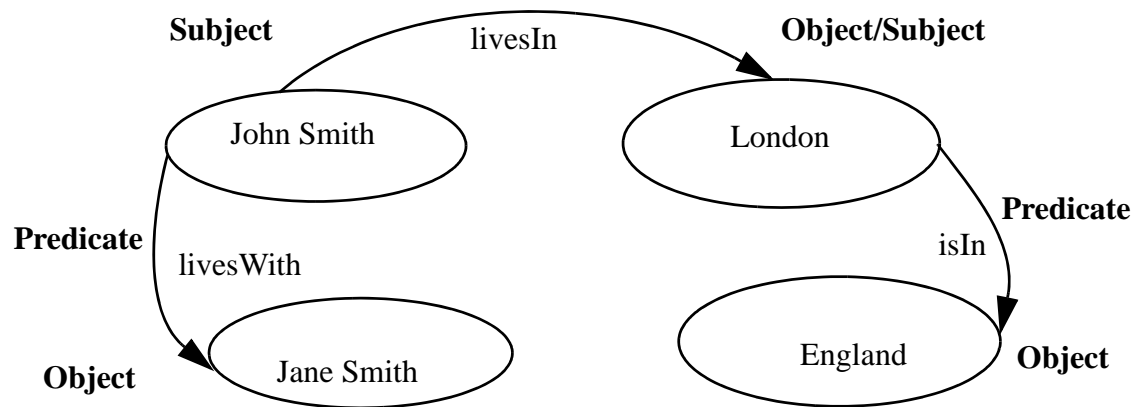 Subject
livesIn
Object/Subject
John Smith
London
Predicate
livesWith
Predicate
isIn
Object
Jane Smith
England
Object